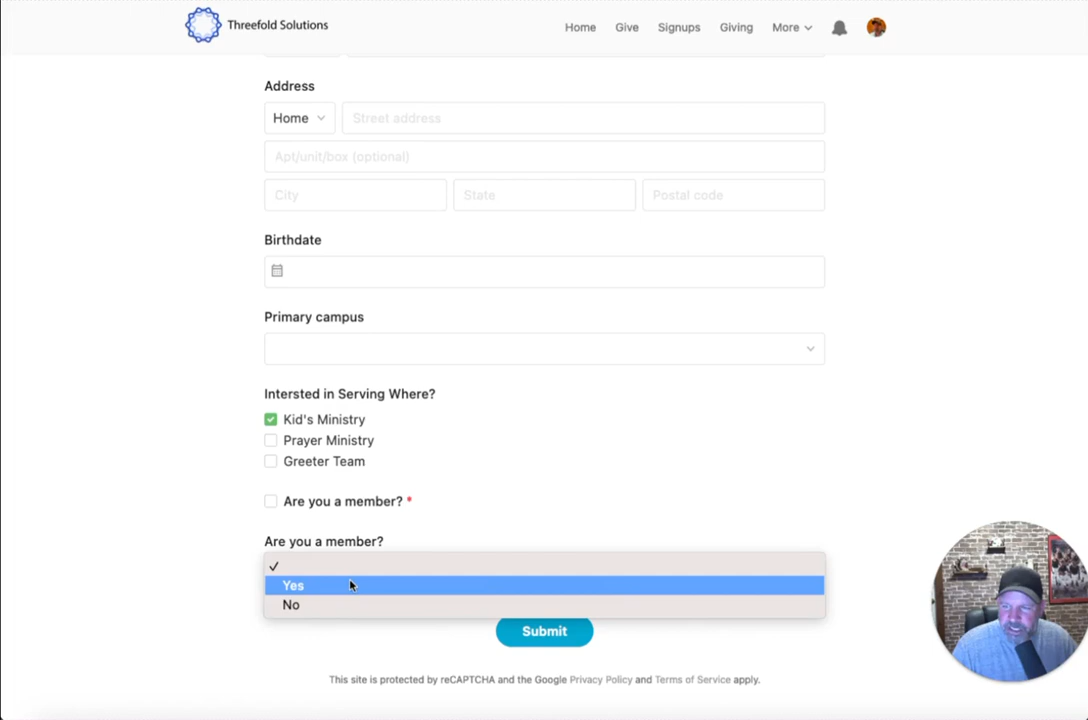 Threefold Solutions
Home Give Signups Giving More
Address
Home Street address
Apt/unit/box (optional)
City State Postal code
Birthdate
Primary campus
Intersted in Serving Where?
Kid's Ministry
Prayer Ministry
Greeter Team
Are you a member? *
Are you a member?
Yes
No
Submit
This site is protected by reCAPTCHA and the Google Privacy Policy and Terms of Service apply.